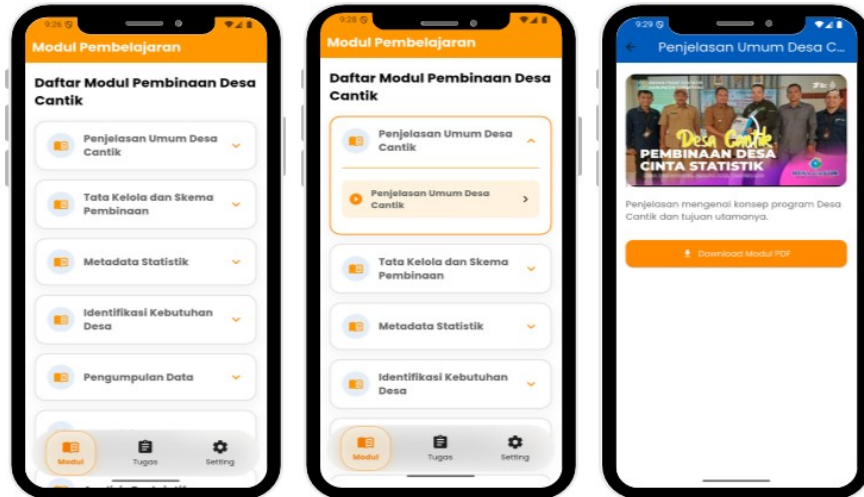 9:26
Modul Pembelajaran
Daftar Modul Pembinaan Desa
Cantik
Penjelasan Umum Desa
Cantik
Tata Kelola dan Skema
Pembinaan
Metadata Statistik
Identifikasi Kebutuhan
Desa
Pengumpulan Data
Modul
Tugas
Setting
9:28
Modul Pembelajaran
Daftar Modul Pembinaan Desa
Cantik
Penjelasan Umum Desa
Cantik
Penjelasan Umum Desa
Cantik
Tata Kelola dan Skema
Pembinaan
Metadata Statistik
Identifikasi Kebutuhan
Desa
Modul
Tugas
Setting
9:29
Penjelasan Umum Desa C...
Desa Cantik
PEMBINAAN DESA
CINTA STATISTIK
Penjelasan mengenai konsep program Desa
Cantik dan tujuan utamanya.
Download Modul PDF